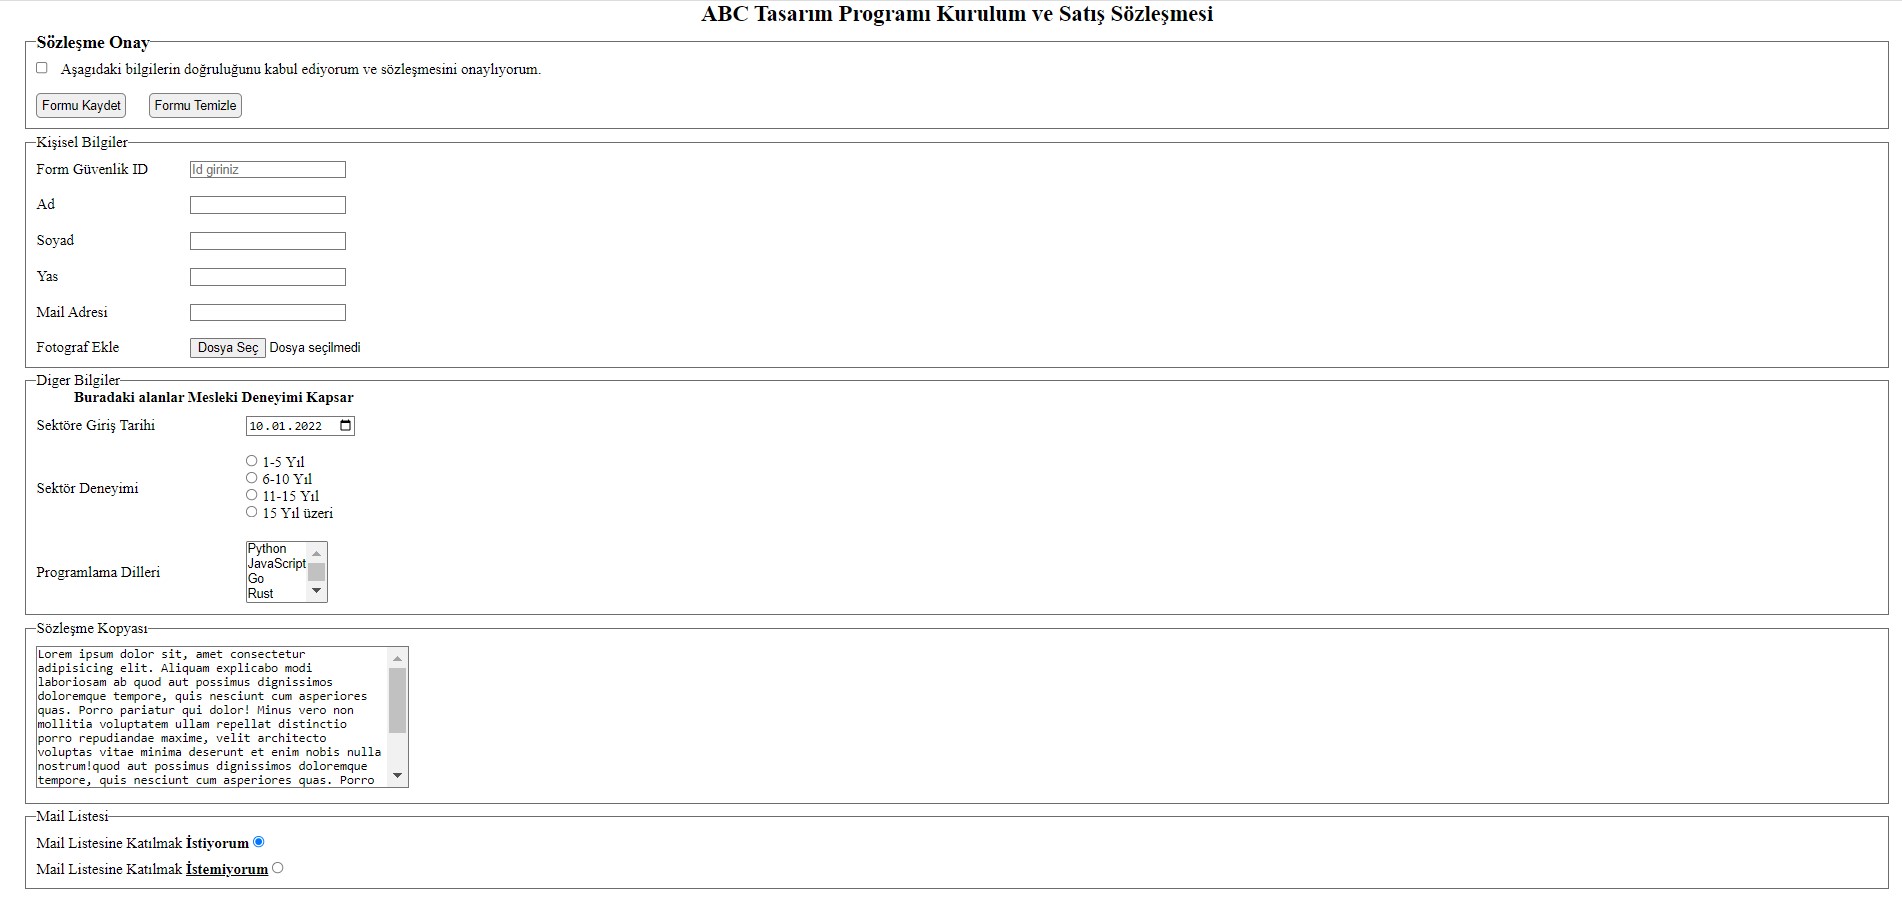 ABC Tasarım Programı Kurulum ve Satış Sözleşmesi
Sözleşme Onay
Aşagıdaki bilgilerin doğruluğunu kabul ediyorum ve sözleşmesini onaylıyorum.
Formu Kaydet Formu Temizle
Kişisel Bilgiler
Form Güvenlik ID Id giriniz
Ad
Soyad
Yas
Mail Adresi
Fotograf Ekle Dosya Seç Dosya seçilmedi
Diger Bilgiler
Buradaki alanlar Mesleki Deneyimi Kapsar
Sektöre Giriş Tarihi 10.01.2022
Sektör Deneyimi
1-5 Yıl
6-10 Yıl
11-15 Yıl
15 Yıl üzeri
Programlama Dilleri
Python
JavaScript
Go
Rust
Sözleşme Kopyası
Lorem ipsum dolor sit, amet consectetur
adipisicing elit. Aliquam explicabo modi
laboriosam ab quod aut possimus dignissimos
doloremque tempore, quis nesciunt cum asperiores
quas. Porro pariatur qui dolor! Minus vero non
mollitia voluptatem ullam repellat distinctio
porro repudiandae maxime, velit architecto
voluptas vitae minima deserunt et enim nobis nulla
nostrum!quod aut possimus dignissimos doloremque
tempore, quis nesciunt cum asperiores quas. Porro
Mail Listesi
Mail Listesine Katılmak İstiyorum
Mail Listesine Katılmak İstemiyorum